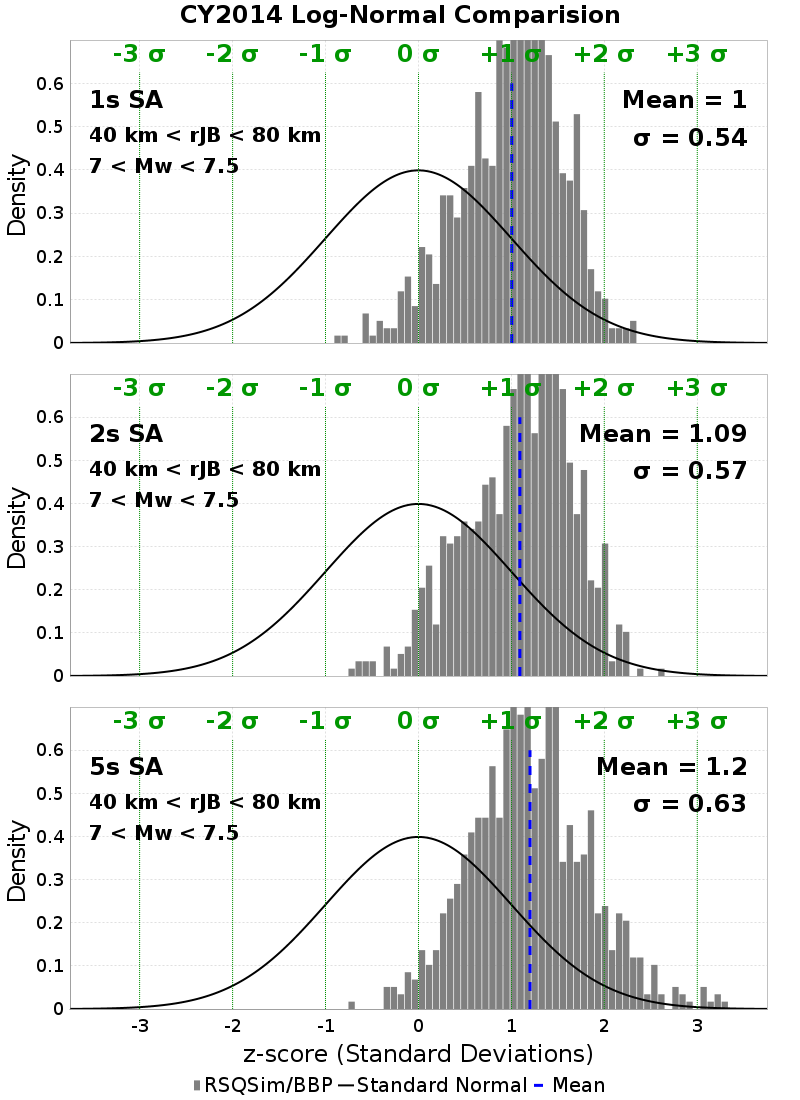 CY2014 Log-Normal Comparision
-3 σ -2 σ -1 σ 0 σ +1 σ +2 σ +3 σ
1s SA
40 km < rJB < 80 km
7 < Mw < 7.5
Mean = 1
σ = 0.54
Density
0.6
0.5
0.4
0.3
0.2
0.1
0
-3 σ -2 σ -1 σ 0 σ +1 σ +2 σ +3 σ
2s SA
40 km < rJB < 80 km
7 < Mw < 7.5
Mean = 1.09
σ = 0.57
Density
0.6
0.5
0.4
0.3
0.2
0.1
0
-3 σ -2 σ -1 σ 0 σ +1 σ +2 σ +3 σ
5s SA
40 km < rJB < 80 km
7 < Mw < 7.5
Mean = 1.2
σ = 0.63
Density
0.6
0.5
0.4
0.3
0.2
0.1
0
-3 -2 -1 0 1 2 3
z-score (Standard Deviations)
RSQSim/BBP Standard Normal Mean